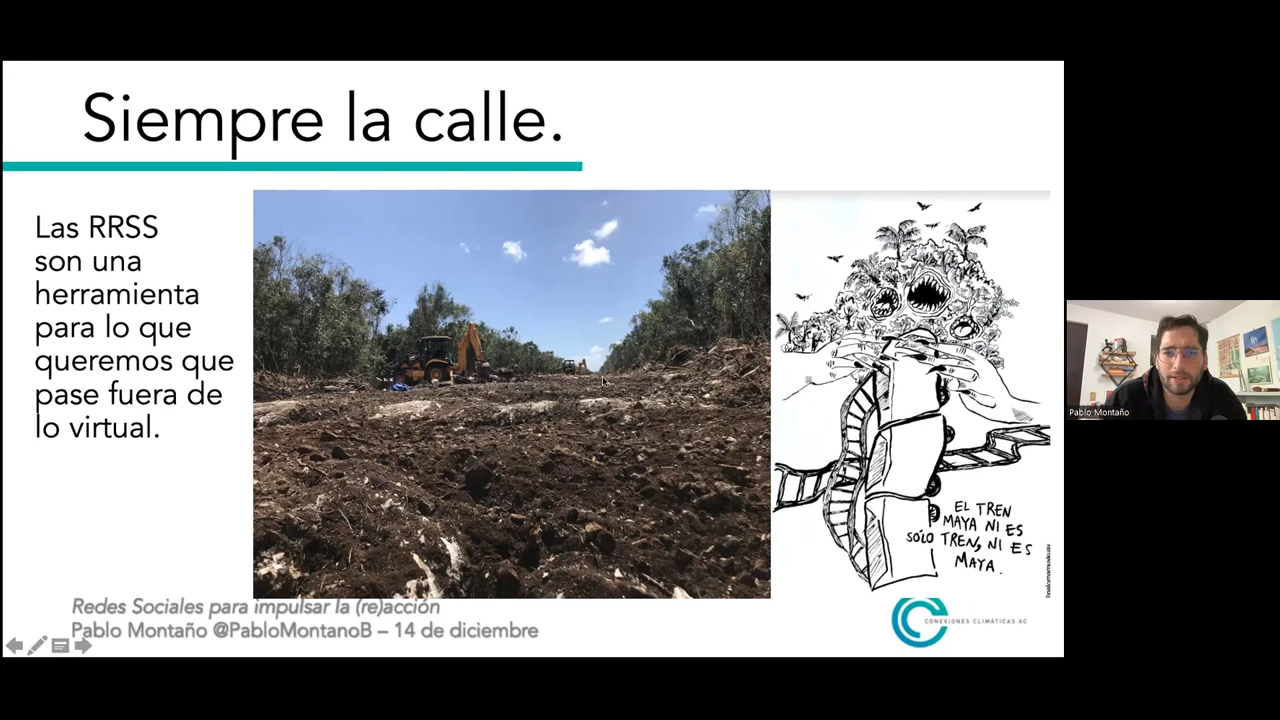 Siempre la calle.
Las RRSS
son una
herramienta
para lo que
queremos que
pase fuera de
lo virtual.
EL TREN
MAYA NI ES
SÓLO TREN, NI ES
MAYA.
Redes Sociales para impulsar la (re)acción
Pablo Montaño @PabloMontanoB – 14 de diciembre
CONEXIONES CLIMÁTICAS AC
Pablo Montaño